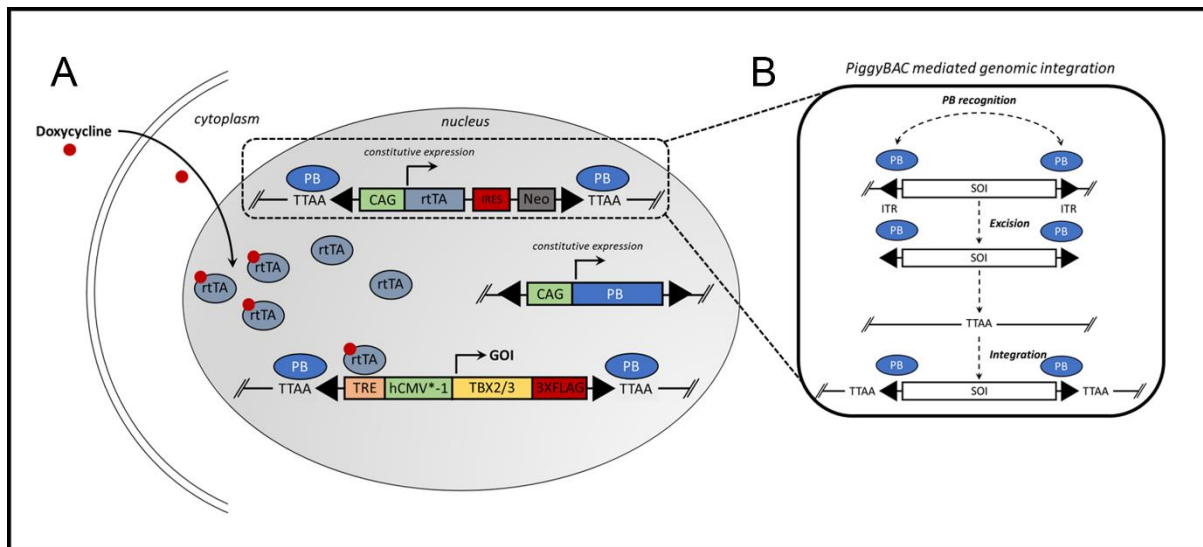 A
B
PiggyBAC mediated genomic integration
Doxycycline
cytoplasm
nucleus
constitutive expression
PB
PB
TTAA
CAG
rtTA
IRES
Neo
TTAA
rtTA
rtTA
rtTA
rtTA
rtTA
constitutive expression
CAG
PB
rtTA
GOI
PB
PB
TTAA
TRE
hCMV*-1
TBX2/3
3XFLAG
TTAA
PB recognition
PB
PB
SOI
ITR
ITR
Excision
PB
PB
SOI
TTAA
Integration
PB
PB
TTAA
SOI
TTAA